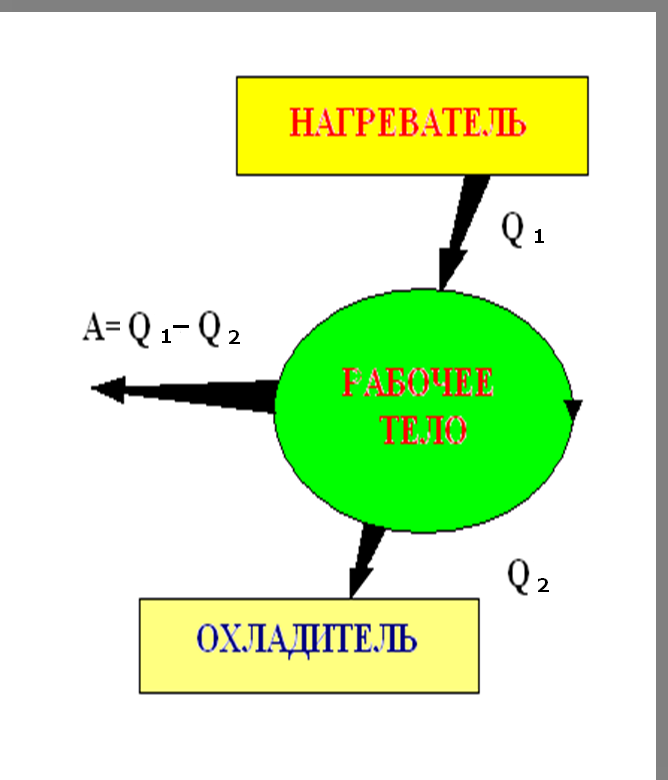 НАГРЕВАТЕЛЬ
Q 1
A= Q 1– Q 2
РАБОЧЕЕ
ТЕЛО
Q 2
ОХЛАДИТЕЛЬ